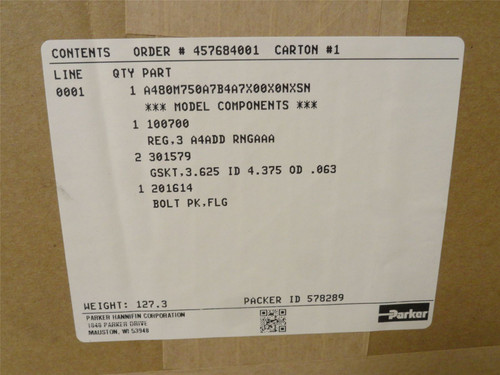 CONTENTS ORDER # 457684001 CARTON #1
LINE QTY PART
0001 1 A480M750A7B4A7X00X0NXSN
*** MODEL COMPONENTS ***
1 100700
REG,3 A4ADD RNGAAA
2 301579
GSKT,3.625 ID 4.375 OD .063
1 201614
BOLT PK,FLG
WEIGHT: 127.3 PACKER ID 578289
PARKER HANNIFIN CORPORATION
PARKER DRIVE
MAUSTON, WI 53948
Parker